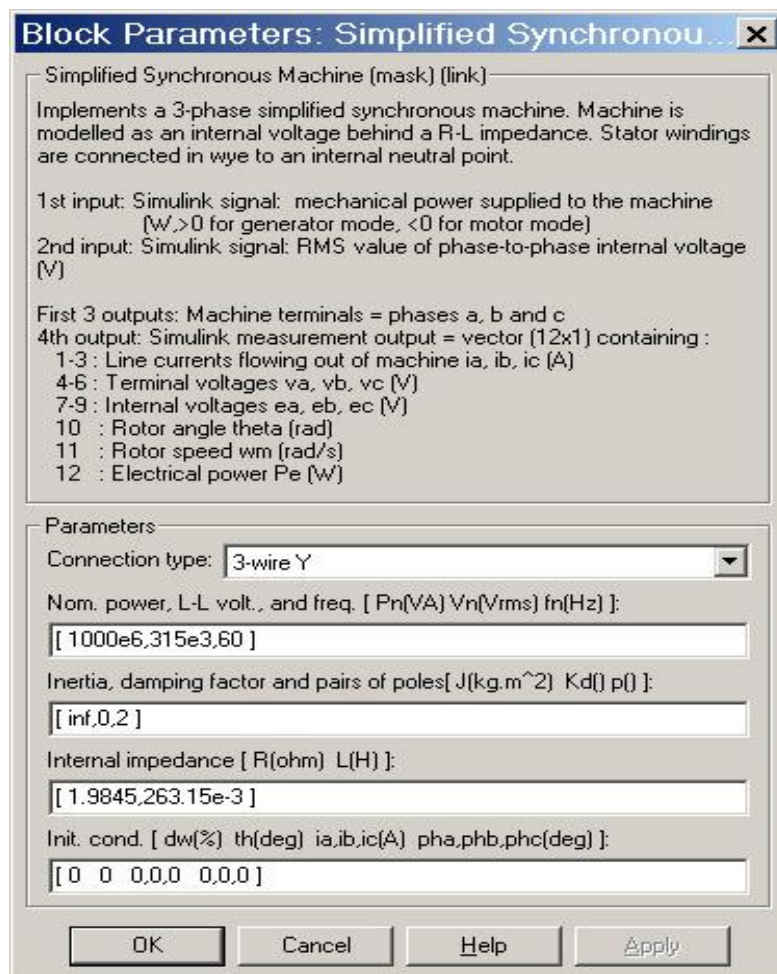 Block Parameters: Simplified Synchronou...
Simplified Synchronous Machine (mask) (link)
Implements a 3-phase simplified synchronous machine. Machine is
modelled as an internal voltage behind a R-L impedance. Stator windings
are connected in wye to an internal neutral point.
1st input: Simulink signal: mechanical power supplied to the machine
(W,>0 for generator mode, <0 for motor mode)
2nd input: Simulink signal: RMS value of phase-to-phase internal voltage
(V)
First 3 outputs: Machine terminals = phases a, b and c
4th output: Simulink measurement output = vector (12x1) containing :
1-3 : Line currents flowing out of machine ia, ib, ic (A)
4-6 : Terminal voltages va, vb, vc (V)
7-9 : Internal voltages ea, eb, ec (V)
10 : Rotor angle theta (rad)
11 : Rotor speed wm (rad/s)
12 : Electrical power Pe (W)
Parameters
Connection type: 3-wire Y
Nom. power, L-L volt., and freq. [ Pn(VA) Vn(Vrms) fn(Hz) ]:
[ 1000e6,315e3,60 ]
Inertia, damping factor and pairs of poles[ J(kg.m^2) Kd() p() ]:
[ inf,0,2 ]
Internal impedance [ R(ohm) L(H) ]:
[ 1.9845,263.15e-3 ]
Init. cond. [ dw(%) th(deg) ia,ib,ic(A) pha,phb,phc(deg) ]:
[ 0 0 0,0,0 0,0,0 ]
OK Cancel Help Apply